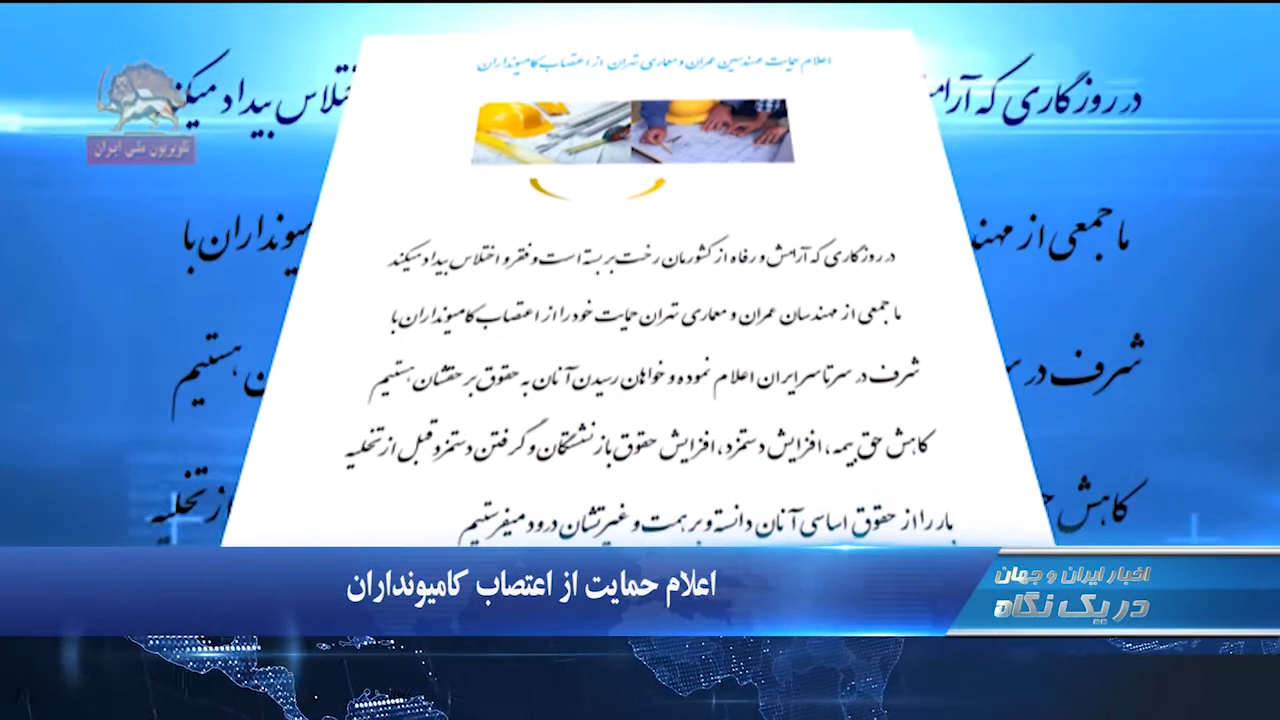 اعلام حمایت مهندسین عمران و معماری تهران از اعتصاب کامیونداران
در روزگاری که آرامش و رفاه از کشورمان رخت بر بسته است و فقر و اختلاس بیداد میکند
ما جمعی از مهندسان عمران و معماری تهران حمایت خود را از اعتصاب کامیونداران با
شرف در سرتاسر ایران اعلام نموده و خواهان رسیدن آنان به حقوق بر حقشان هستیم
کاهش حق بیمه، افزایش دستمزد، افزایش حقوق بازنشستگان و گرفتن دستمزد قبل از تخلیه
بار را از حقوق اساسی آنان دانسته و بر همت و غیرتشان درود میفرستیم
تلویزیون ملی ایران
اعلام حمایت از اعتصاب کامیونداران
اخبار ایران و جهان
در یک نگاه